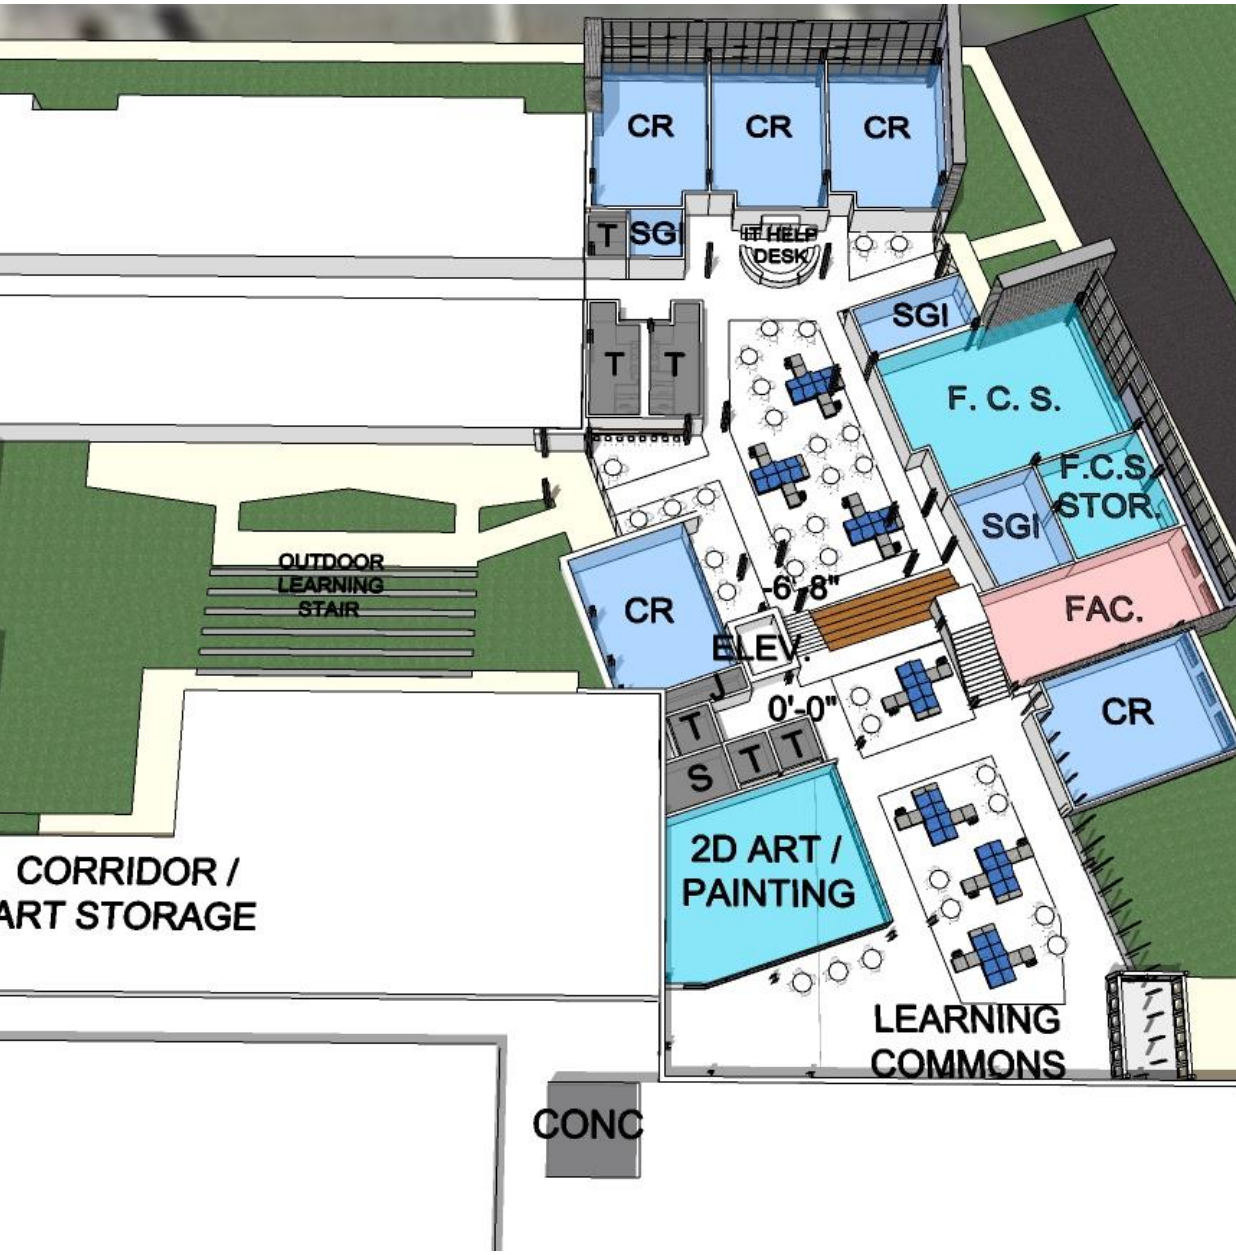 CR
CR
CR
T
SGI
IT HELP
DESK
SGI
T
T
F. C. S.
F.C.S.
STOR.
SGI
OUTDOOR
LEARNING
STAIR
-6'-8"
CR
FAC.
ELEV.
J
0'-0"
CR
T
T
T
S
2D ART /
PAINTING
CORRIDOR /
ART STORAGE
LEARNING
COMMONS
CONC